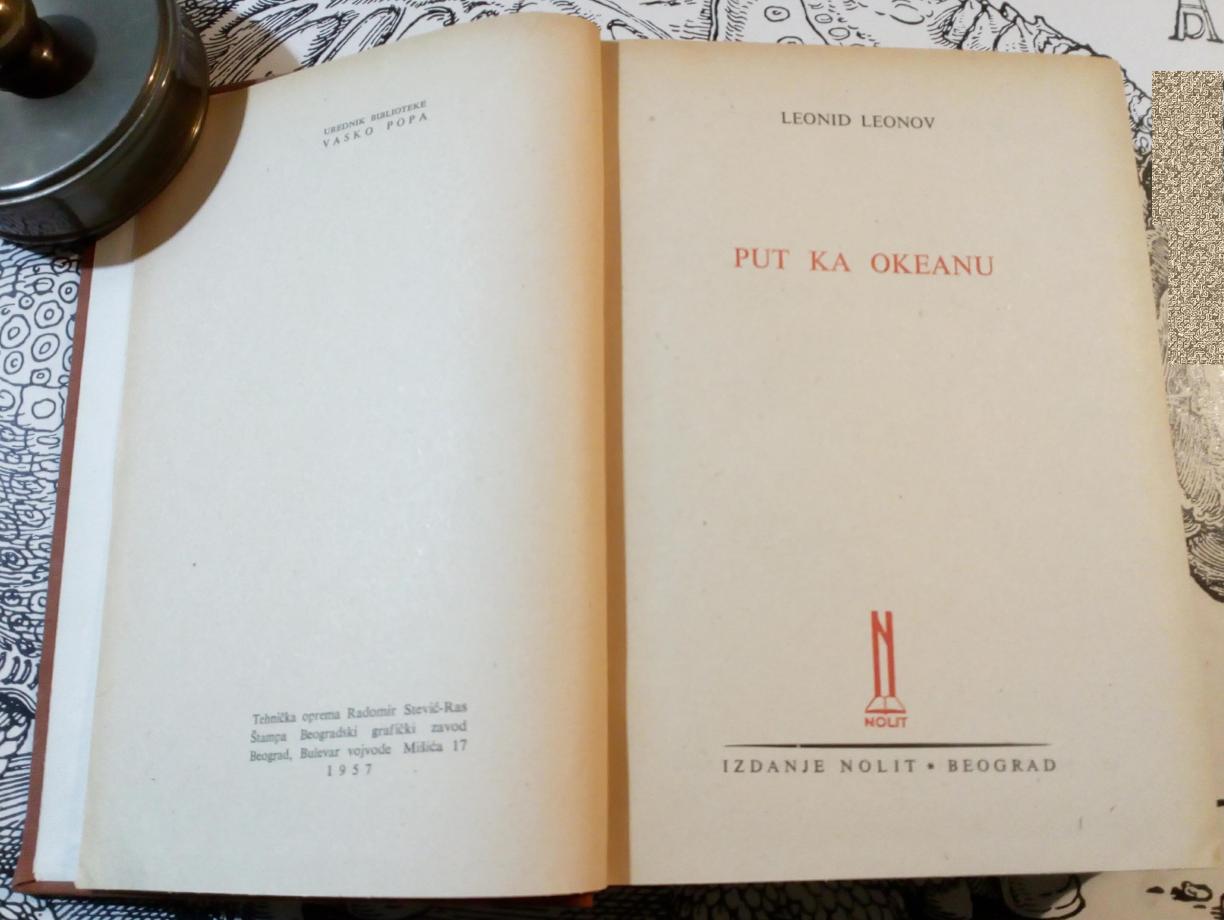 UREDNIK BIBLIOTEKE
VASKO POPA
Tehnička oprema Radomir Stević-Ras
Štampa Beogradski grafički zavod
Beograd, Bulevar vojvode Mišića 17
1957
LEONID LEONOV
PUT KA OKEANU
NOLIT
IZDANJE NOLIT • BEOGRAD